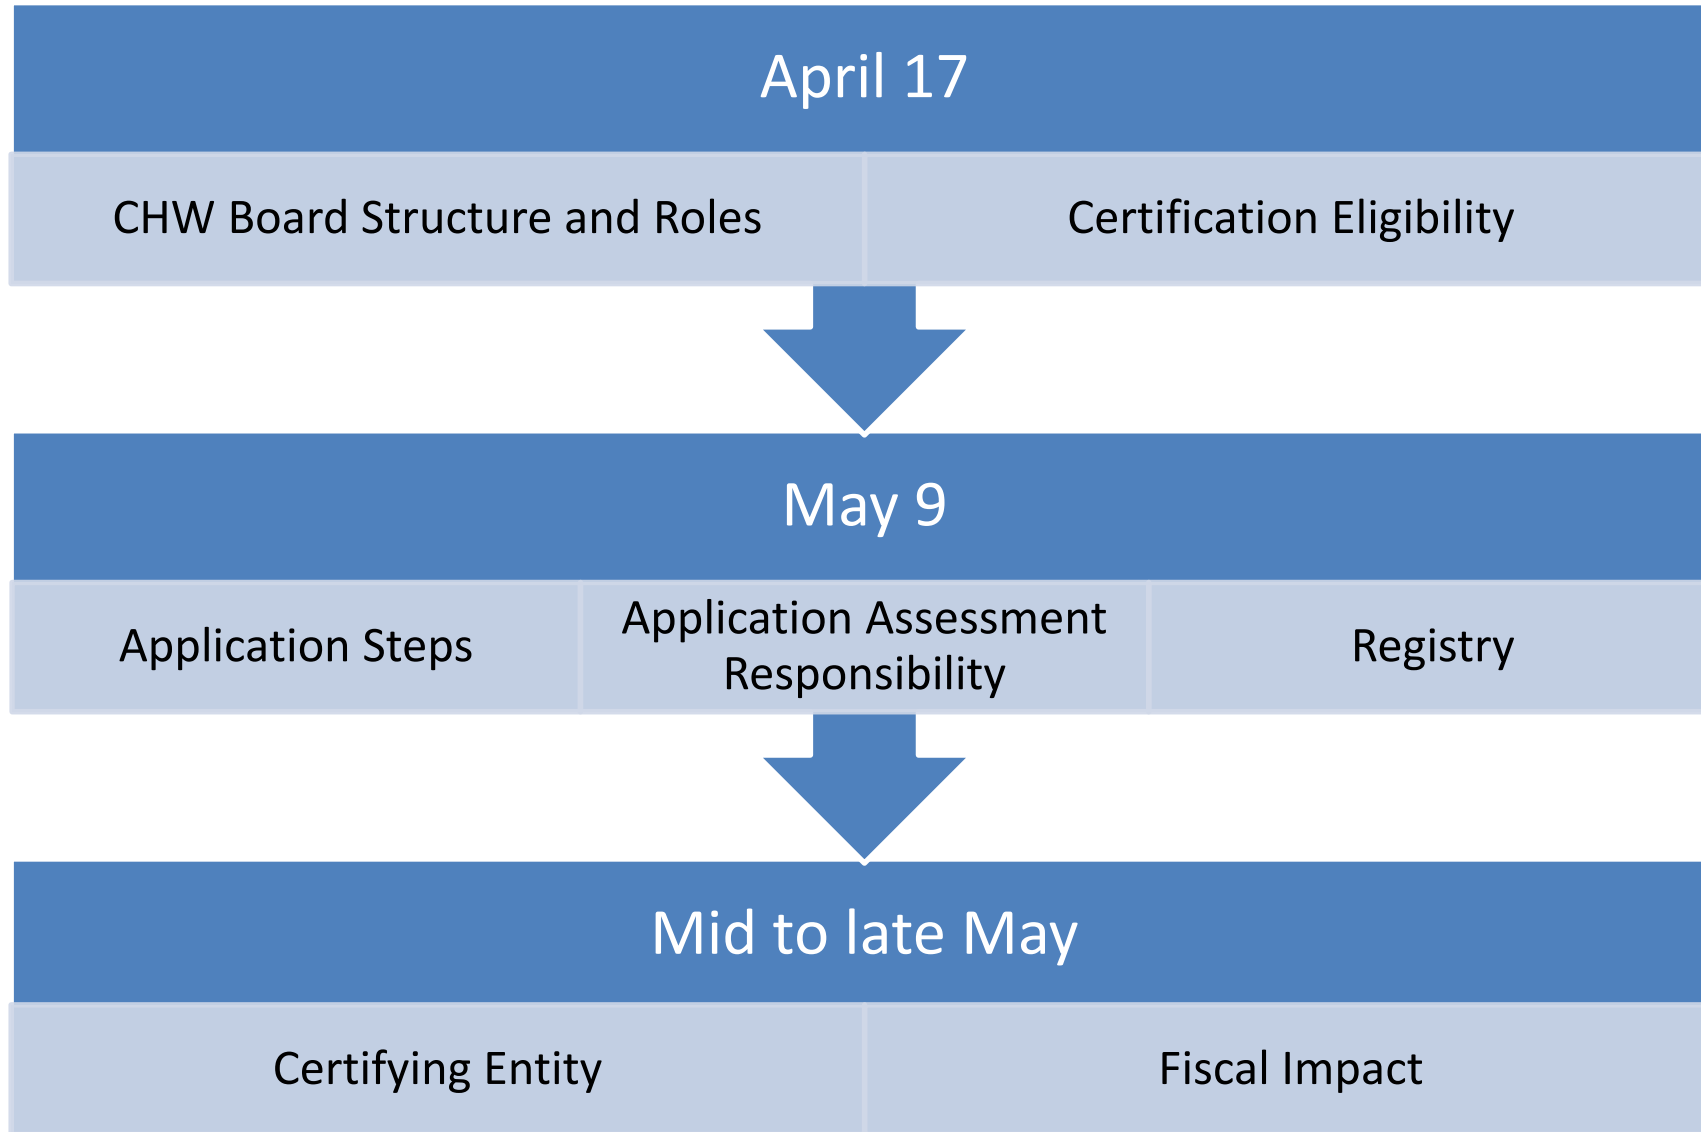 April 17
CHW Board Structure and Roles
Certification Eligibility
May 9
Application Steps
Application Assessment
Responsibility
Registry
Mid to late May
Certifying Entity
Fiscal Impact